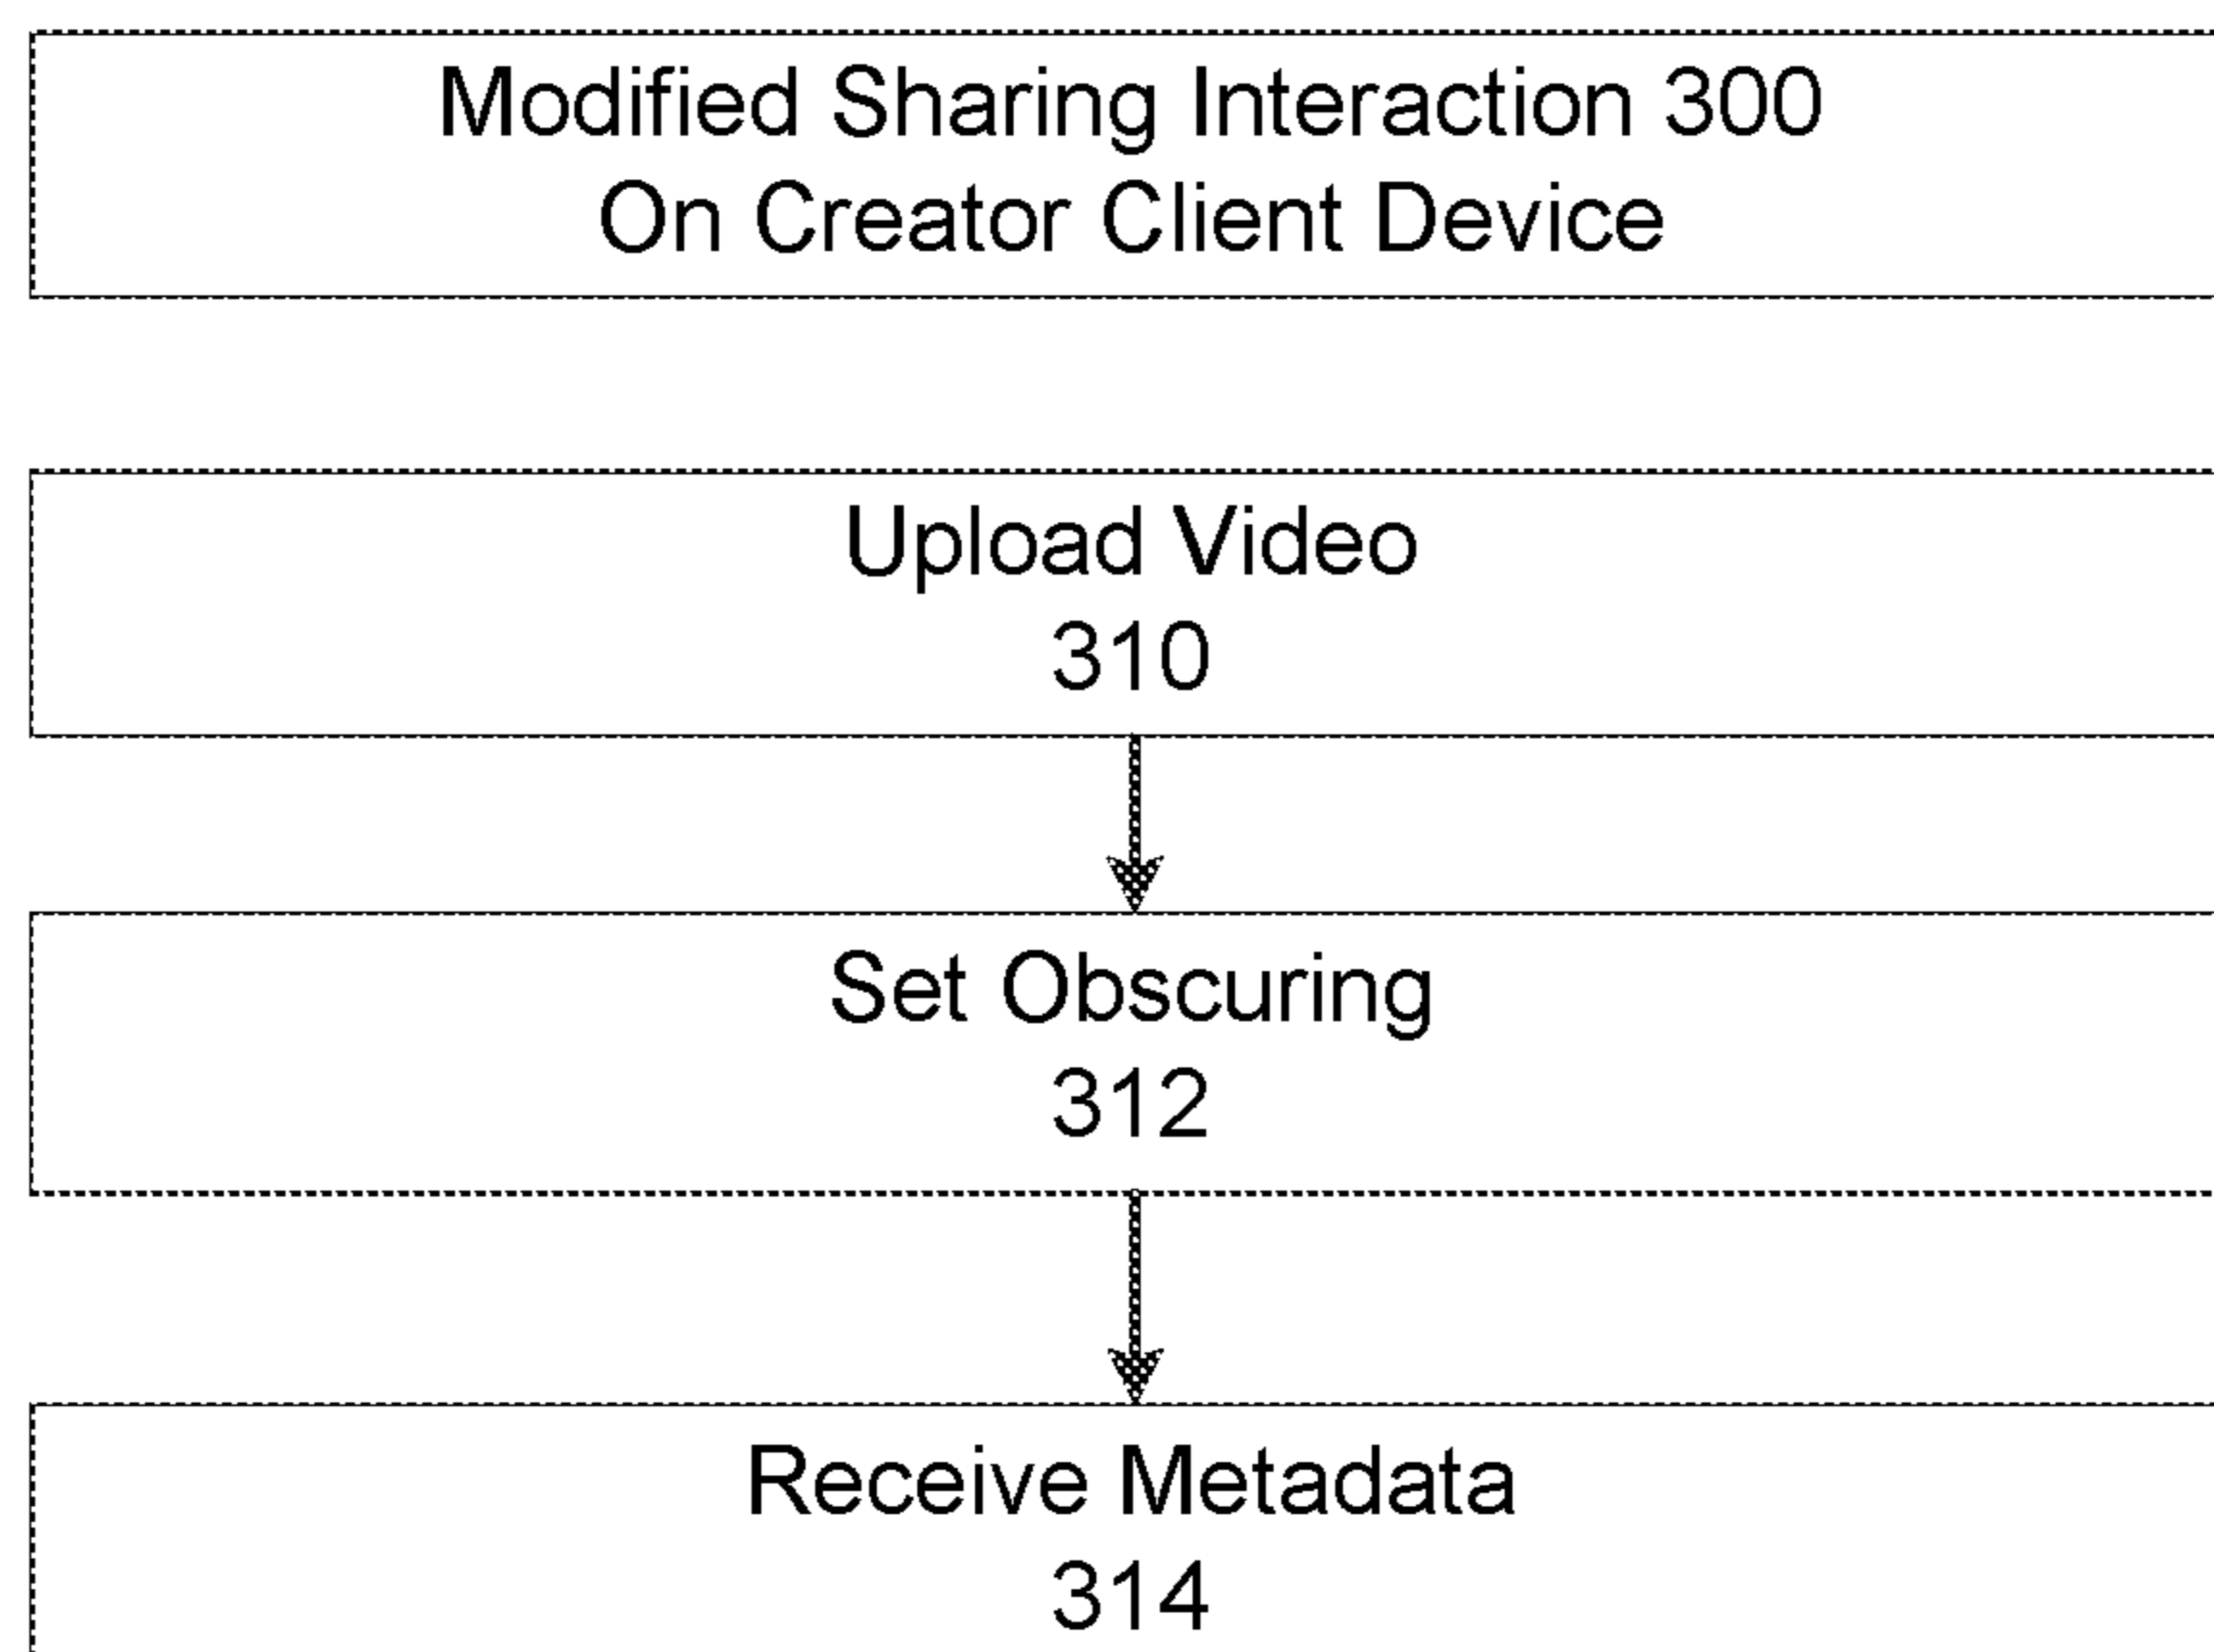 Modified Sharing Interaction 300
On Creator Client Device
Upload Video
310
Set Obscuring
312
Receive Metadata
314